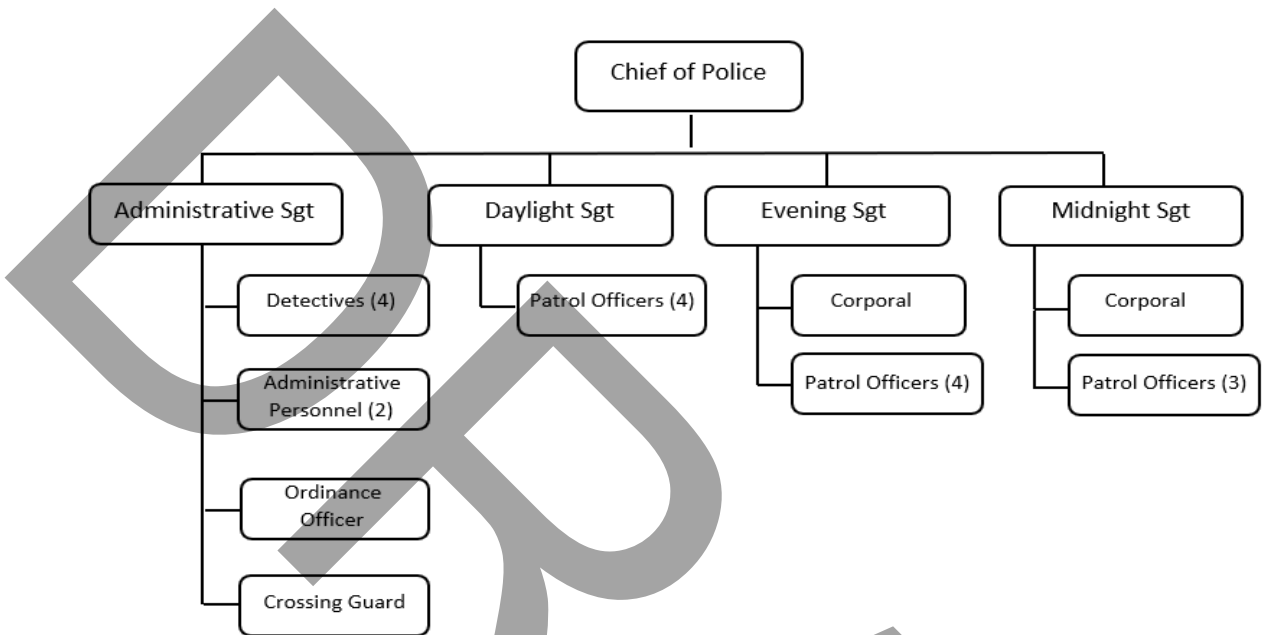 Chief of Police
Administrative Sgt
Daylight Sgt
Evening Sgt
Midnight Sgt
Detectives (4)
Patrol Officers (4)
Corporal
Corporal
Administrative
Personnel (2)
Patrol Officers (4)
Patrol Officers (3)
Ordinance
Officer
Crossing Guard